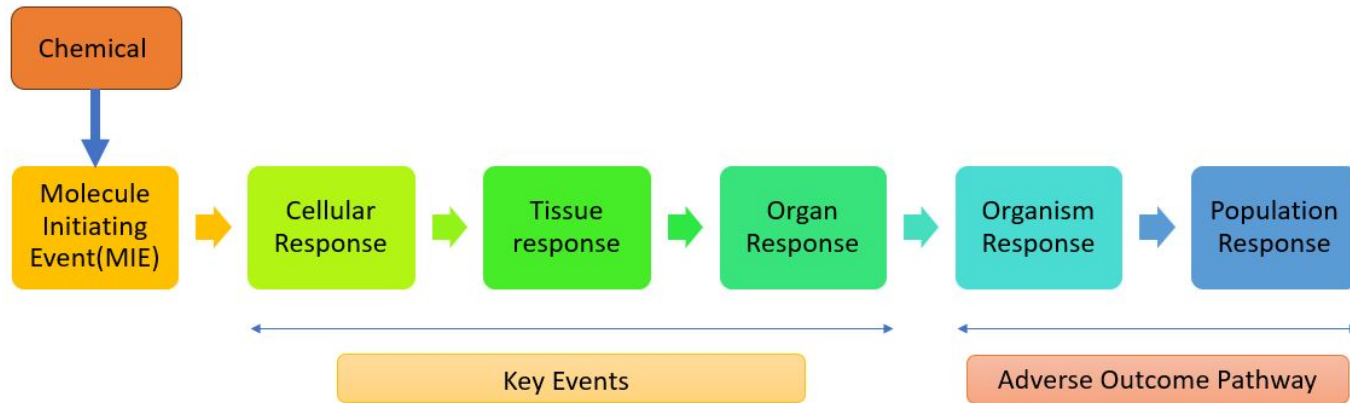 Chemical
Molecule
Initiating
Event(MIE)
Cellular
Response
Tissue
response
Organ
Response
Organism
Response
Population
Response
Key Events
Adverse Outcome Pathway